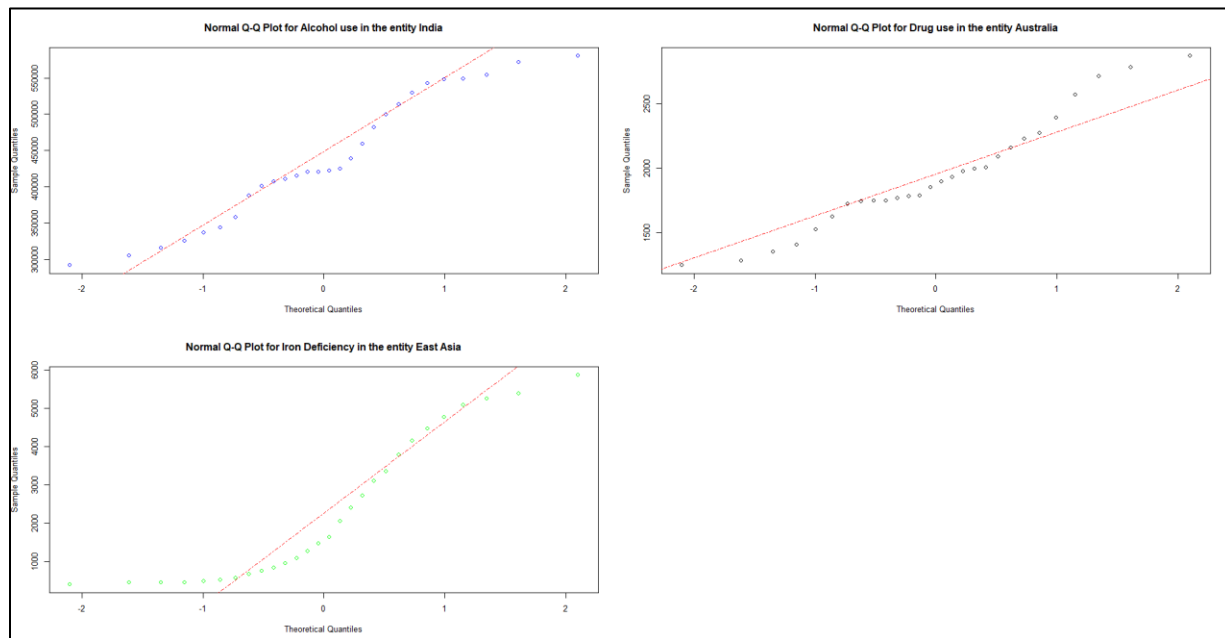 Normal Q-Q Plot for Alcohol use in the entity India
Sample Quantiles
300000 350000 400000 450000 500000 550000
-2 -1 0 1 2
Theoretical Quantiles
Normal Q-Q Plot for Drug use in the entity Australia
Sample Quantiles
1500 2000 2500
-2 -1 0 1 2
Theoretical Quantiles
Normal Q-Q Plot for Iron Deficiency in the entity East Asia
Sample Quantiles
1000 2000 3000 4000 5000 6000
-2 -1 0 1 2
Theoretical Quantiles